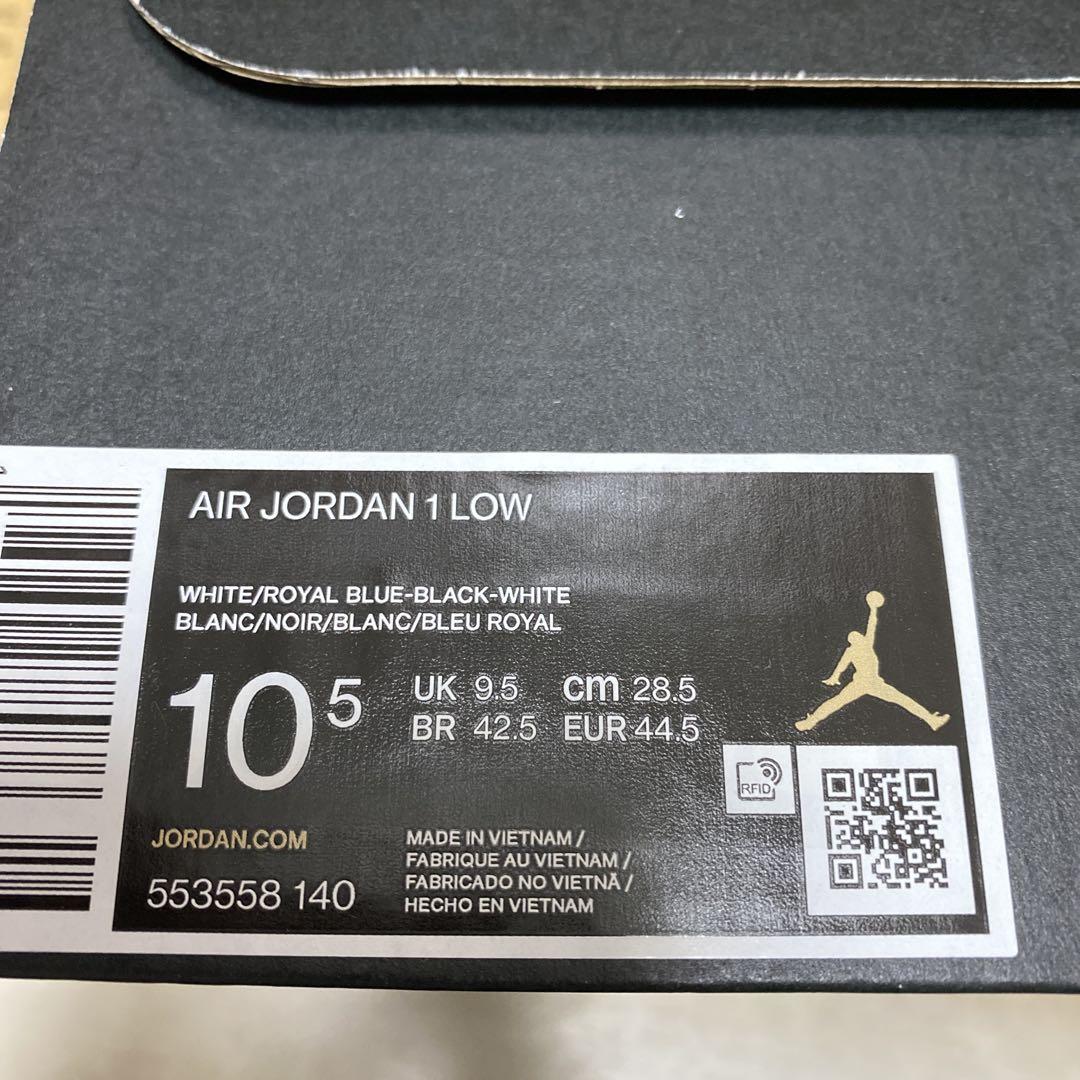 AIR JORDAN 1 LOW
WHITE/ROYAL BLUE-BLACK-WHITE
BLANC/NOIR/BLANC/BLEU ROYAL
10 5
UK 9.5 cm 28.5
BR 42.5 EUR 44.5
RFID
JORDAN.COM
553558 140
MADE IN VIETNAM /
FABRIQUE AU VIETNAM /
FABRICADO NO VIETNÃ /
HECHO EN VIETNAM